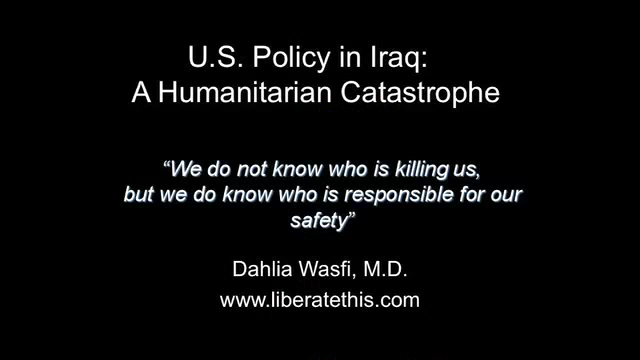 U.S. Policy in Iraq:
A Humanitarian Catastrophe
“We do not know who is killing us,
but we do know who is responsible for our
safety”
Dahlia Wasfi, M.D.
www.liberatethis.com